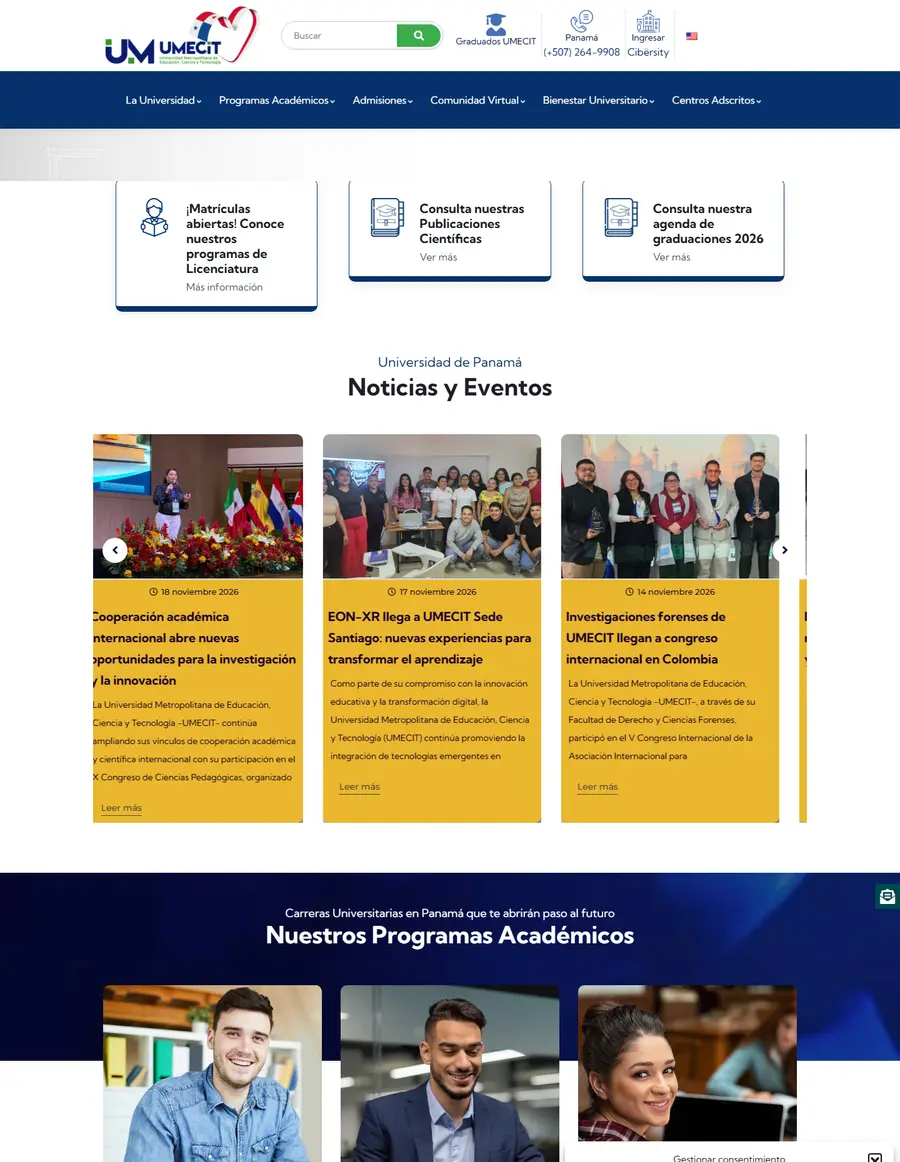 UMECIT
Universidad Metropolitana de
Educación, Ciencia y Tecnología
Buscar
Graduados UMECIT
Panamá
(+507) 264-9908
Ingresar
Cibersity
La Universidad
Programas Académicos
Admisiones
Comunidad Virtual
Bienestar Universitario
Centros Adscritos
¡Matrículas
abiertas! Conoce
nuestros
programas de
Licenciatura
Más información
Consulta nuestras
Publicaciones
Científicas
Ver más
Consulta nuestra
agenda de
graduaciones 2026
Ver más
Universidad de Panamá
Noticias y Eventos
18 noviembre 2026
Cooperación académica
internacional abre nuevas
oportunidades para la investigación
y la innovación
La Universidad Metropolitana de Educación,
Ciencia y Tecnología –UMECIT– continúa
ampliando sus vínculos de cooperación académica
y científica internacional con su participación en el
X Congreso de Ciencias Pedagógicas, organizado
Leer más
17 noviembre 2026
EON-XR llega a UMECIT Sede
Santiago: nuevas experiencias para
transformar el aprendizaje
Como parte de su compromiso con la innovación
educativa y la transformación digital, la
Universidad Metropolitana de Educación, Ciencia
y Tecnología (UMECIT) continúa promoviendo la
integración de tecnologías emergentes en
Leer más
14 noviembre 2026
Investigaciones forenses de
UMECIT llegan a congreso
internacional en Colombia
La Universidad Metropolitana de Educación,
Ciencia y Tecnología -UMECIT-, a través de su
Facultad de Derecho y Ciencias Forenses,
participó en el V Congreso Internacional de la
Asociación Internacional para
Leer más
Carreras Universitarias en Panamá que te abrirán paso al futuro
Nuestros Programas Académicos
Gestionar consentimiento